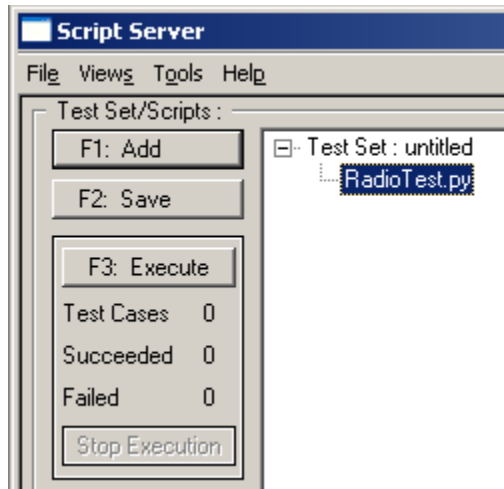 Script Server
File Views Tools Help
Test Set/Scripts :
F1: Add
F2: Save
F3: Execute
Test Cases 0
Succeeded 0
Failed 0
Stop Execution
Test Set : untitled
RadioTest.py